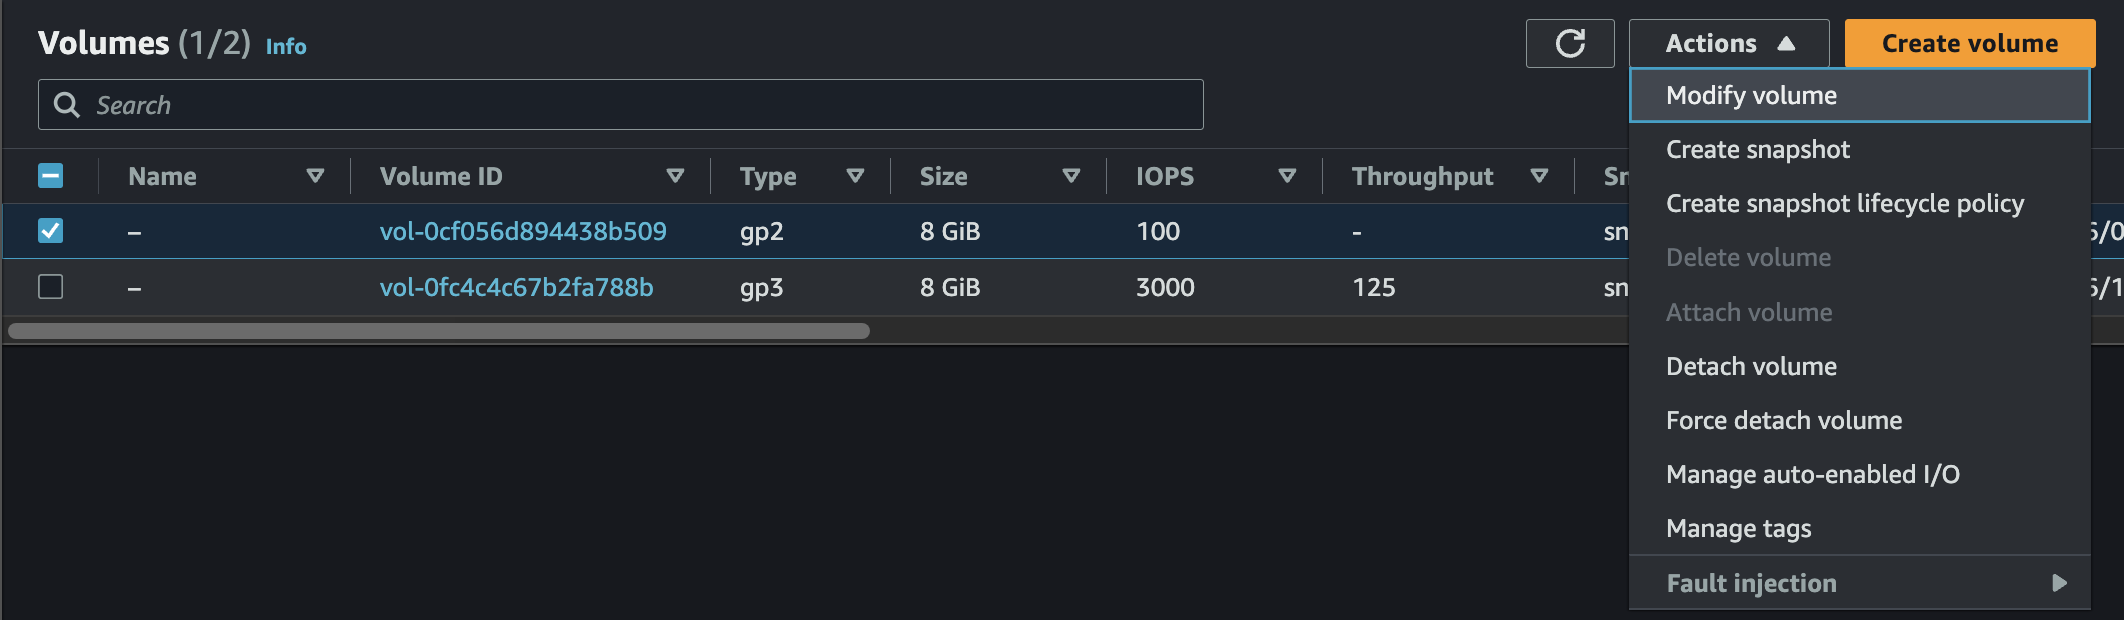 Volumes (1/2) Info
Actions
Create volume
Search
Modify volume
Create snapshot
Create snapshot lifecycle policy
Delete volume
Attach volume
Detach volume
Force detach volume
Manage auto-enabled I/O
Manage tags
Fault injection
Name Volume ID Type Size IOPS Throughput Sn
– vol-0cf056d894438b509 gp2 8 GiB 100 - sn
– vol-0fc4c4c67b2fa788b gp3 8 GiB 3000 125 sn